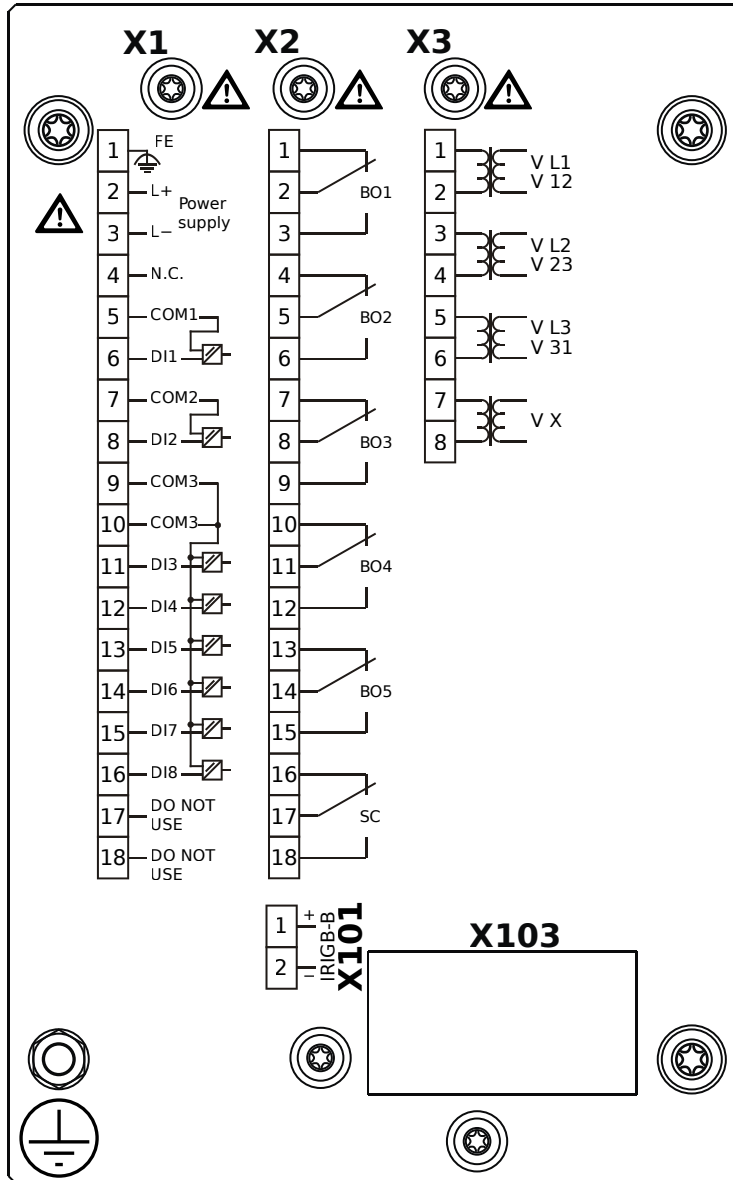 X1
X2
X3
1 FE
2 L+
Power
supply
3 L−
4 N.C.
5 COM1
6 DI1
7 COM2
8 DI2
9 COM3
10 COM3
11 DI3
12 DI4
13 DI5
14 DI6
15 DI7
16 DI8
17 DO NOT
USE
18 DO NOT
USE
1
2 BO1
3
4
5 BO2
6
7
8 BO3
9
10
11 BO4
12
13
14 BO5
15
16
17 SC
18
1 V L1
2 V 12
3 V L2
4 V 23
5 V L3
6 V 31
7 V X
8
1 +
2 −
IRIGB-B
X101
X103